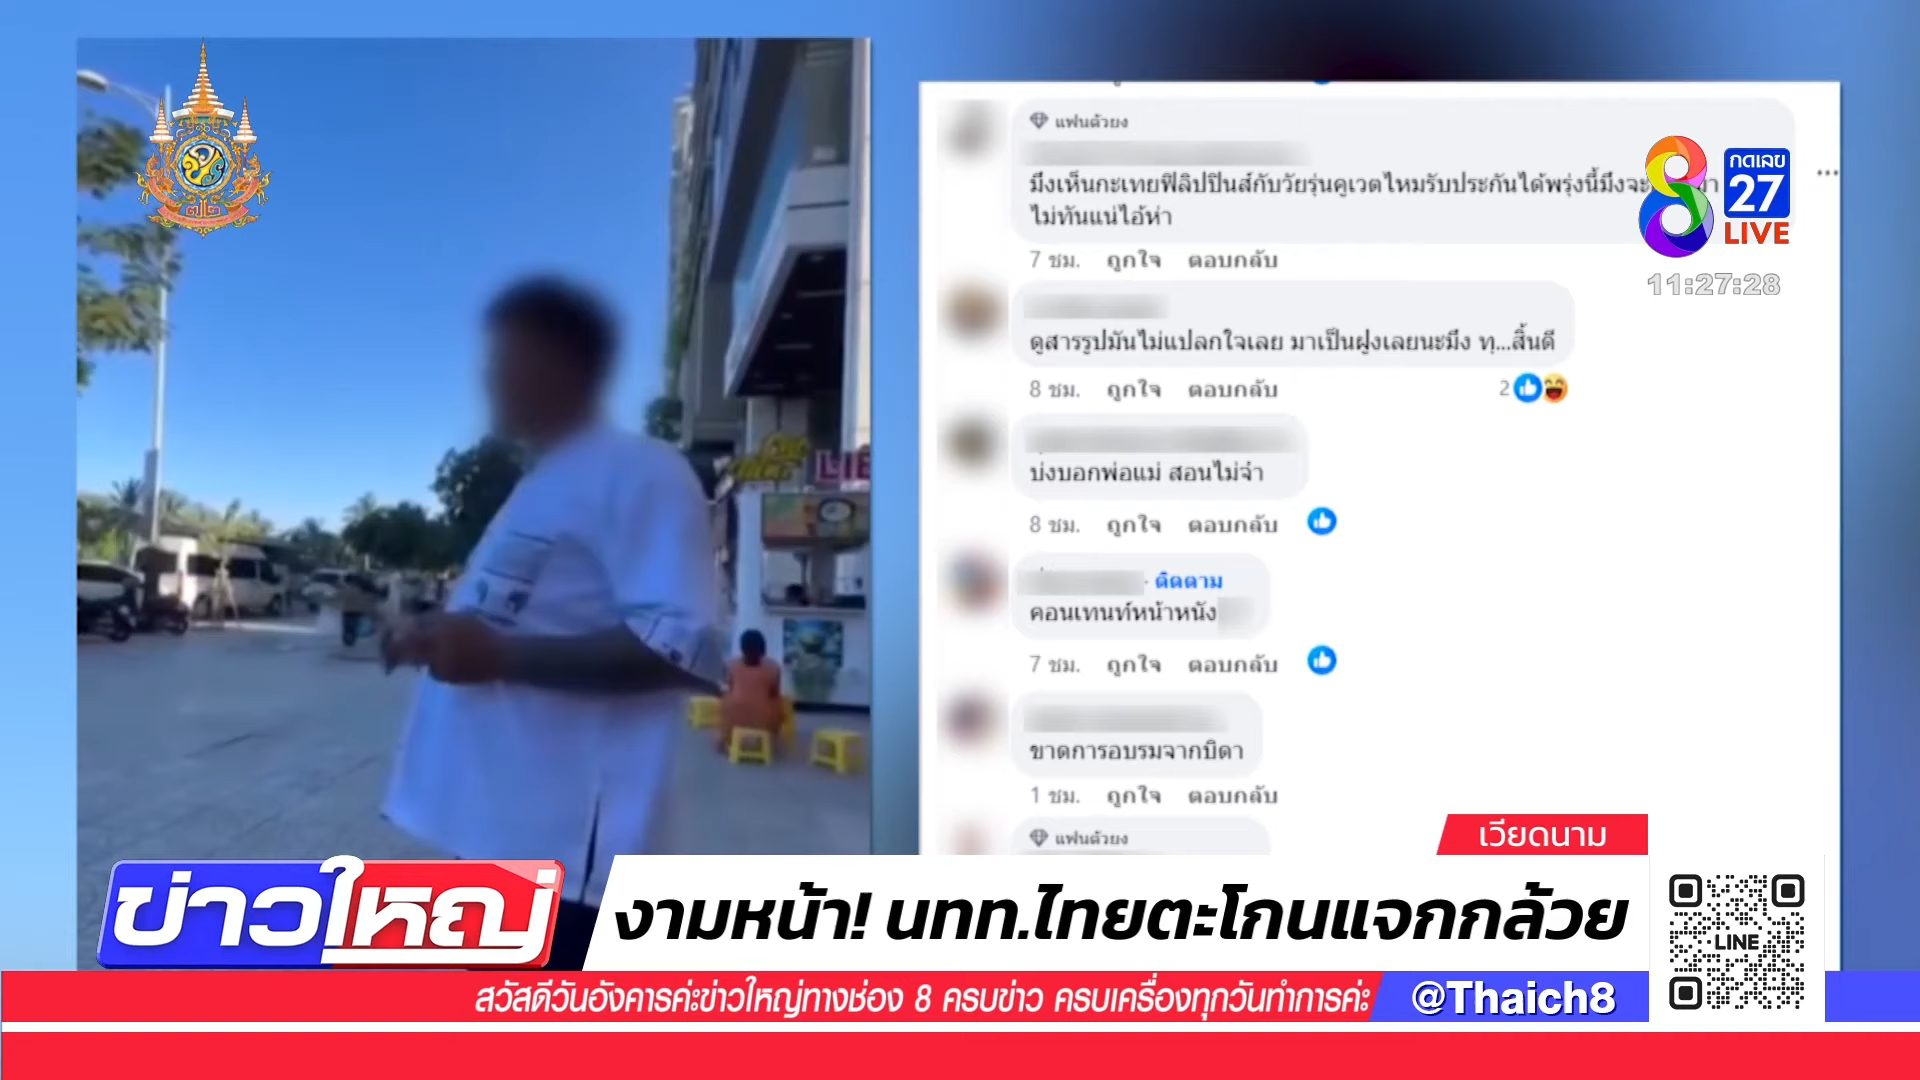 แฟนตัวยง
มึงเห็นกะเทยฟิลิปปินส์กับวัยรุ่นคูเวตไหมรับประกันได้พรุ่งนี้มึงจะ
ไม่ทันแน่ไอ้ห่า
7 ชม. ถูกใจ ตอบกลับ
ดูสารรูปมันไม่แปลกใจเลย มาเป็นฝูงเลยนะมึง ทุ...สิ้นดี
8 ชม. ถูกใจ ตอบกลับ
2
บ่งบอกพ่อแม่ สอนไม่จำ
8 ชม. ถูกใจ ตอบกลับ
· ติดตาม
คอนเทนท์หน้าหนัง
7 ชม. ถูกใจ ตอบกลับ
ขาดการอบรมจากบิดา
1 ชม. ถูกใจ ตอบกลับ
แฟนตัวยง
8
กดเลข
27
LIVE
11:27:28
เวียดนาม
ข่าวใหญ่
งามหน้า! นทท.ไทยตะโกนแจกกล้วย
LINE
สวัสดีวันอังคารค่ะข่าวใหญ่ทางช่อง 8 ครบข่าว ครบเครื่องทุกวันทำการค่ะ
@Thaich8